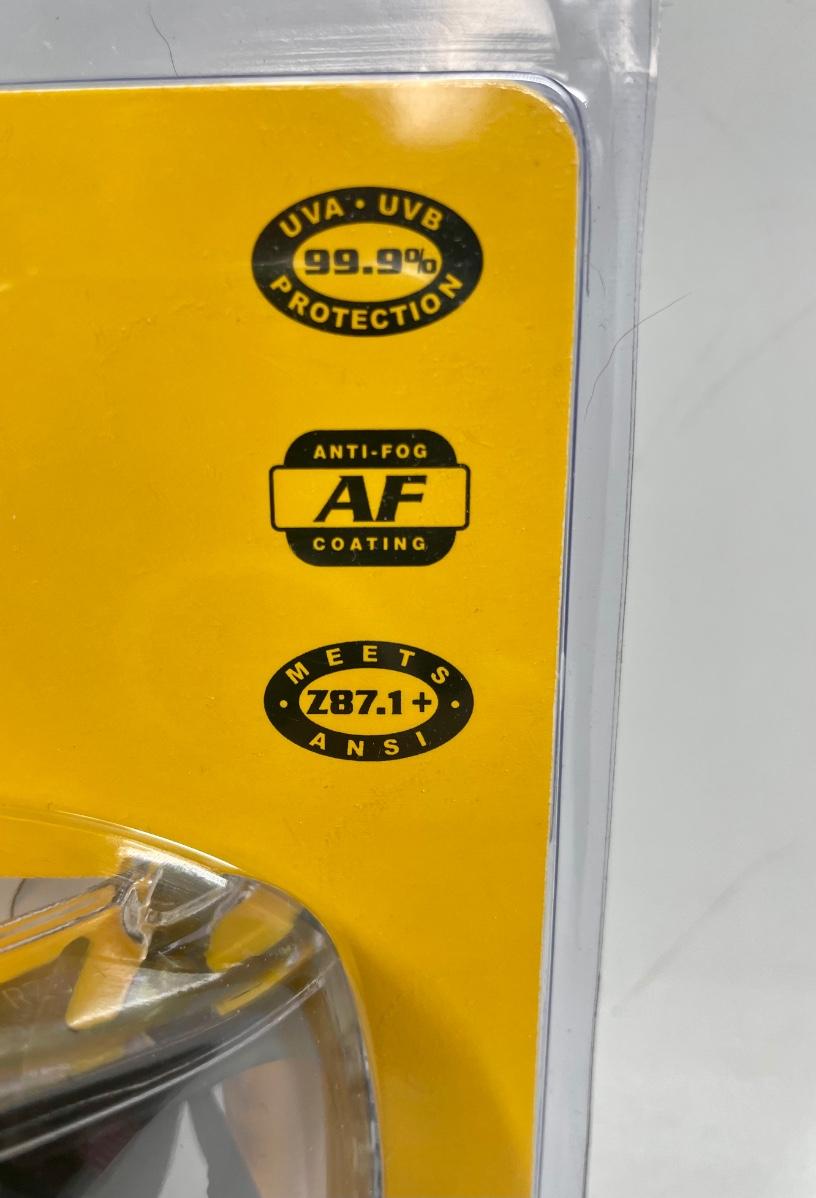 UVA • UVB
99.9%
PROTECTION
ANTI-FOG
AF
COATING
MEETS
• Z87.1+ •
ANSI